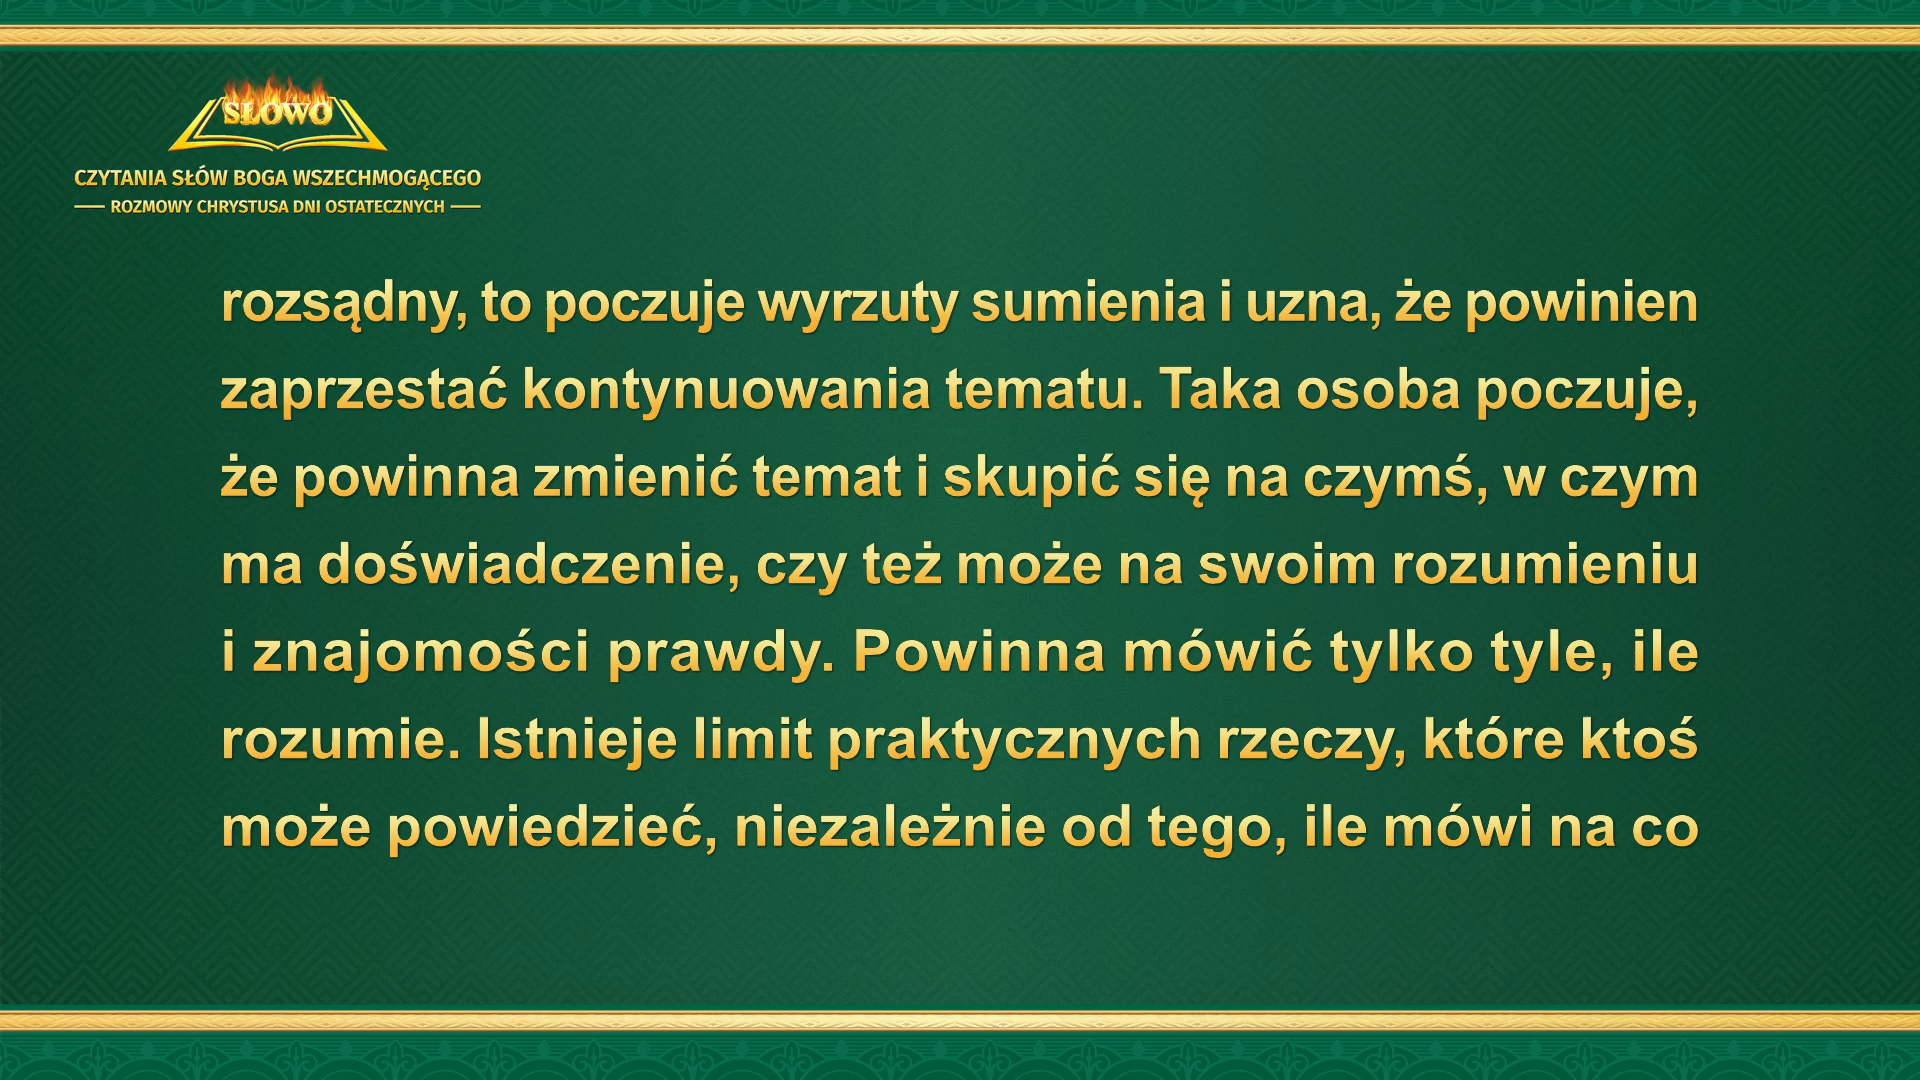 SŁOWO
CZYTANIA SŁÓW BOGA WSZECHMOGĄCEGO
ROZMOWY CHRYSTUSA DNI OSTATECZNYCH
rozsądny, to poczuje wyrzuty sumienia i uzna, że powinien
zaprzestać kontynuowania tematu. Taka osoba poczuje,
że powinna zmienić temat i skupić się na czymś, w czym
ma doświadczenie, czy też może na swoim rozumieniu
i znajomości prawdy. Powinna mówić tylko tyle, ile
rozumie. Istnieje limit praktycznych rzeczy, które ktoś
może powiedzieć, niezależnie od tego, ile mówi na co